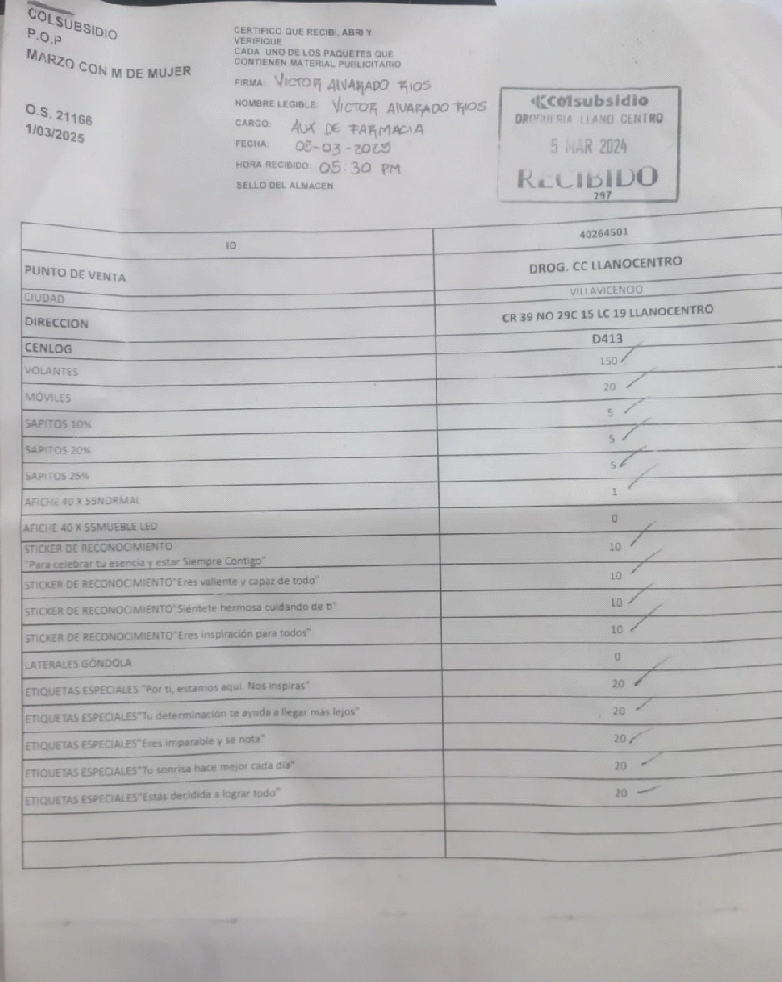 COLSUBSIDIO
P.O.P
MARZO CON M DE MUJER
O.S. 21166
1/03/2025
CERTIFICO QUE RECIBI, ABRI Y
VERIFIQUE
CADA UNO DE LOS PAQUETES QUE
CONTIENEN MATERIAL PUBLICITARIO
FIRMA: VICTOR ALVARADO RIOS
NOMBRE LEGIBLE: VICTOR ALVARADO RIOS
CARGO: AUX DE FARMACIA
FECHA: 05-03-2025
HORA RECIBIDO: 05:30 PM
SELLO DEL ALMACEN
colsubsidio
DROGUERIA LLANO CENTRO
5 MAR 2024
RECIBIDO
297
ID 40264501
PUNTO DE VENTA DROG. CC LLANOCENTRO
CIUDAD VILLAVICENCIO
DIRECCION CR 39 NO 29C 15 LC 19 LLANOCENTRO
CENLOG D413
VOLANTES 150
MÓVILES 20
SAPITOS 10% 5
SAPITOS 20% 5
SAPITOS 25% 5
AFICHE 40 X 55NORMAL 1
AFICHE 40 X 55MUEBLE LED 0
STICKER DE RECONOCIMIENTO
"Para celebrar tu esencia y estar Siempre Contigo" 10
STICKER DE RECONOCIMIENTO"Eres valiente y capaz de todo" 10
STICKER DE RECONOCIMIENTO"Siéntete hermosa cuidando de ti" 10
STICKER DE RECONOCIMIENTO"Eres inspiración para todos" 10
LATERALES GÓNDOLA 0
ETIQUETAS ESPECIALES "Por ti, estamos aquí. Nos inspiras" 20
ETIQUETAS ESPECIALES"Tu determinación te ayuda a llegar más lejos" 20
ETIQUETAS ESPECIALES"Eres imparable y se nota" 20
ETIQUETAS ESPECIALES"Tu sonrisa hace mejor cada día" 20
ETIQUETAS ESPECIALES"Estás decidida a lograr todo" 20